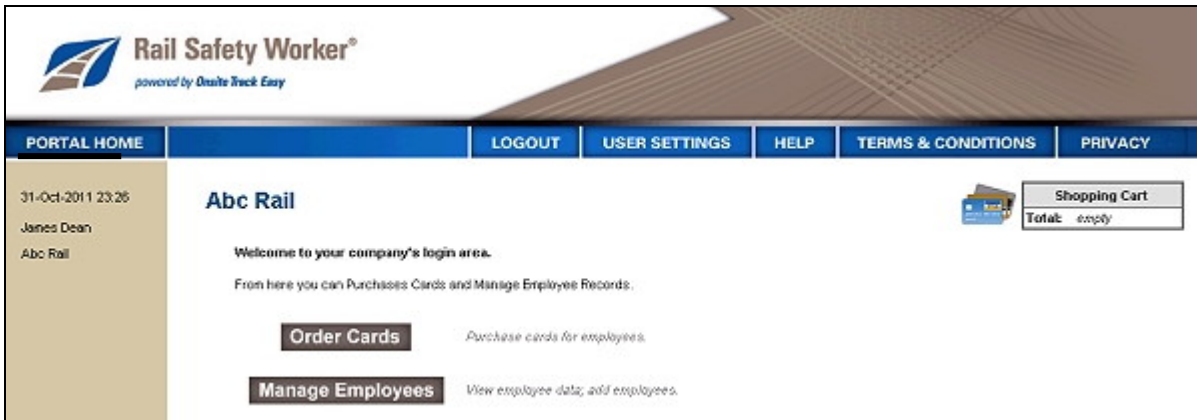 Rail Safety Worker®
powered by Onsite Track Easy
PORTAL HOME LOGOUT USER SETTINGS HELP TERMS & CONDITIONS PRIVACY
31-Oct-2011 23:26
James Dean
Abc Rail
Abc Rail
Shopping Cart
Total: empty
Welcome to your company's login area.
From here you can Purchases Cards and Manage Employee Records.
Order Cards Purchase cards for employees.
Manage Employees View employee data; add employees.